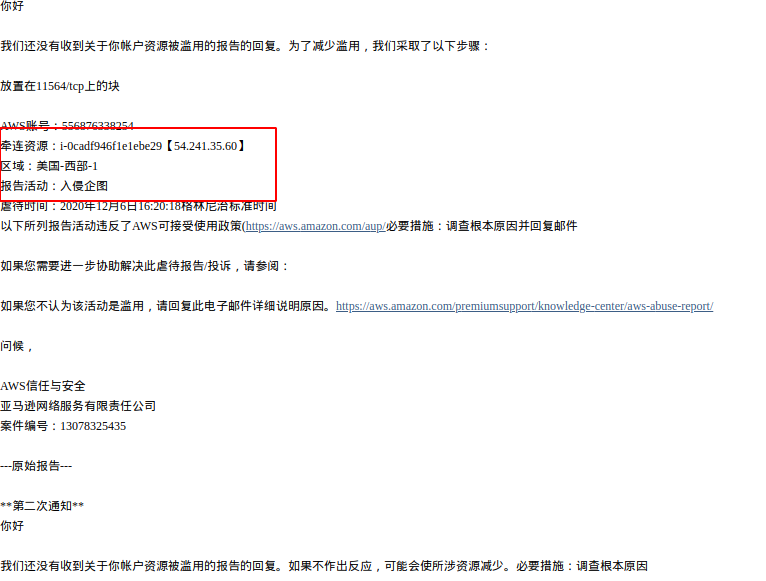 你好
我们还没有收到关于你帐户资源被滥用的报告的回复。为了减少滥用，我们采取了以下步骤：
放置在11564/tcp上的块
AWS账号：556876338254
牵连资源：i-0cadf946f1e1ebe29【54.241.35.60】
区域：美国-西部-1
报告活动：入侵企图
虐待时间：2020年12月6日16:20:18格林尼治标准时间
以下所列报告活动违反了AWS可接受使用政策(https://aws.amazon.com/aup/必要措施：调查根本原因并回复邮件
如果您需要进一步协助解决此虐待报告/投诉，请参阅：
如果您不认为该活动是滥用，请回复此电子邮件详细说明原因。https://aws.amazon.com/premiumsupport/knowledge-center/aws-abuse-report/
问候，
AWS信任与安全
亚马逊网络服务有限责任公司
案件编号：13078325435
---原始报告---
**第二次通知**
你好
我们还没有收到关于你帐户资源被滥用的报告的回复。如果不作出反应，可能会使所涉资源减少。必要措施：调查根本原因